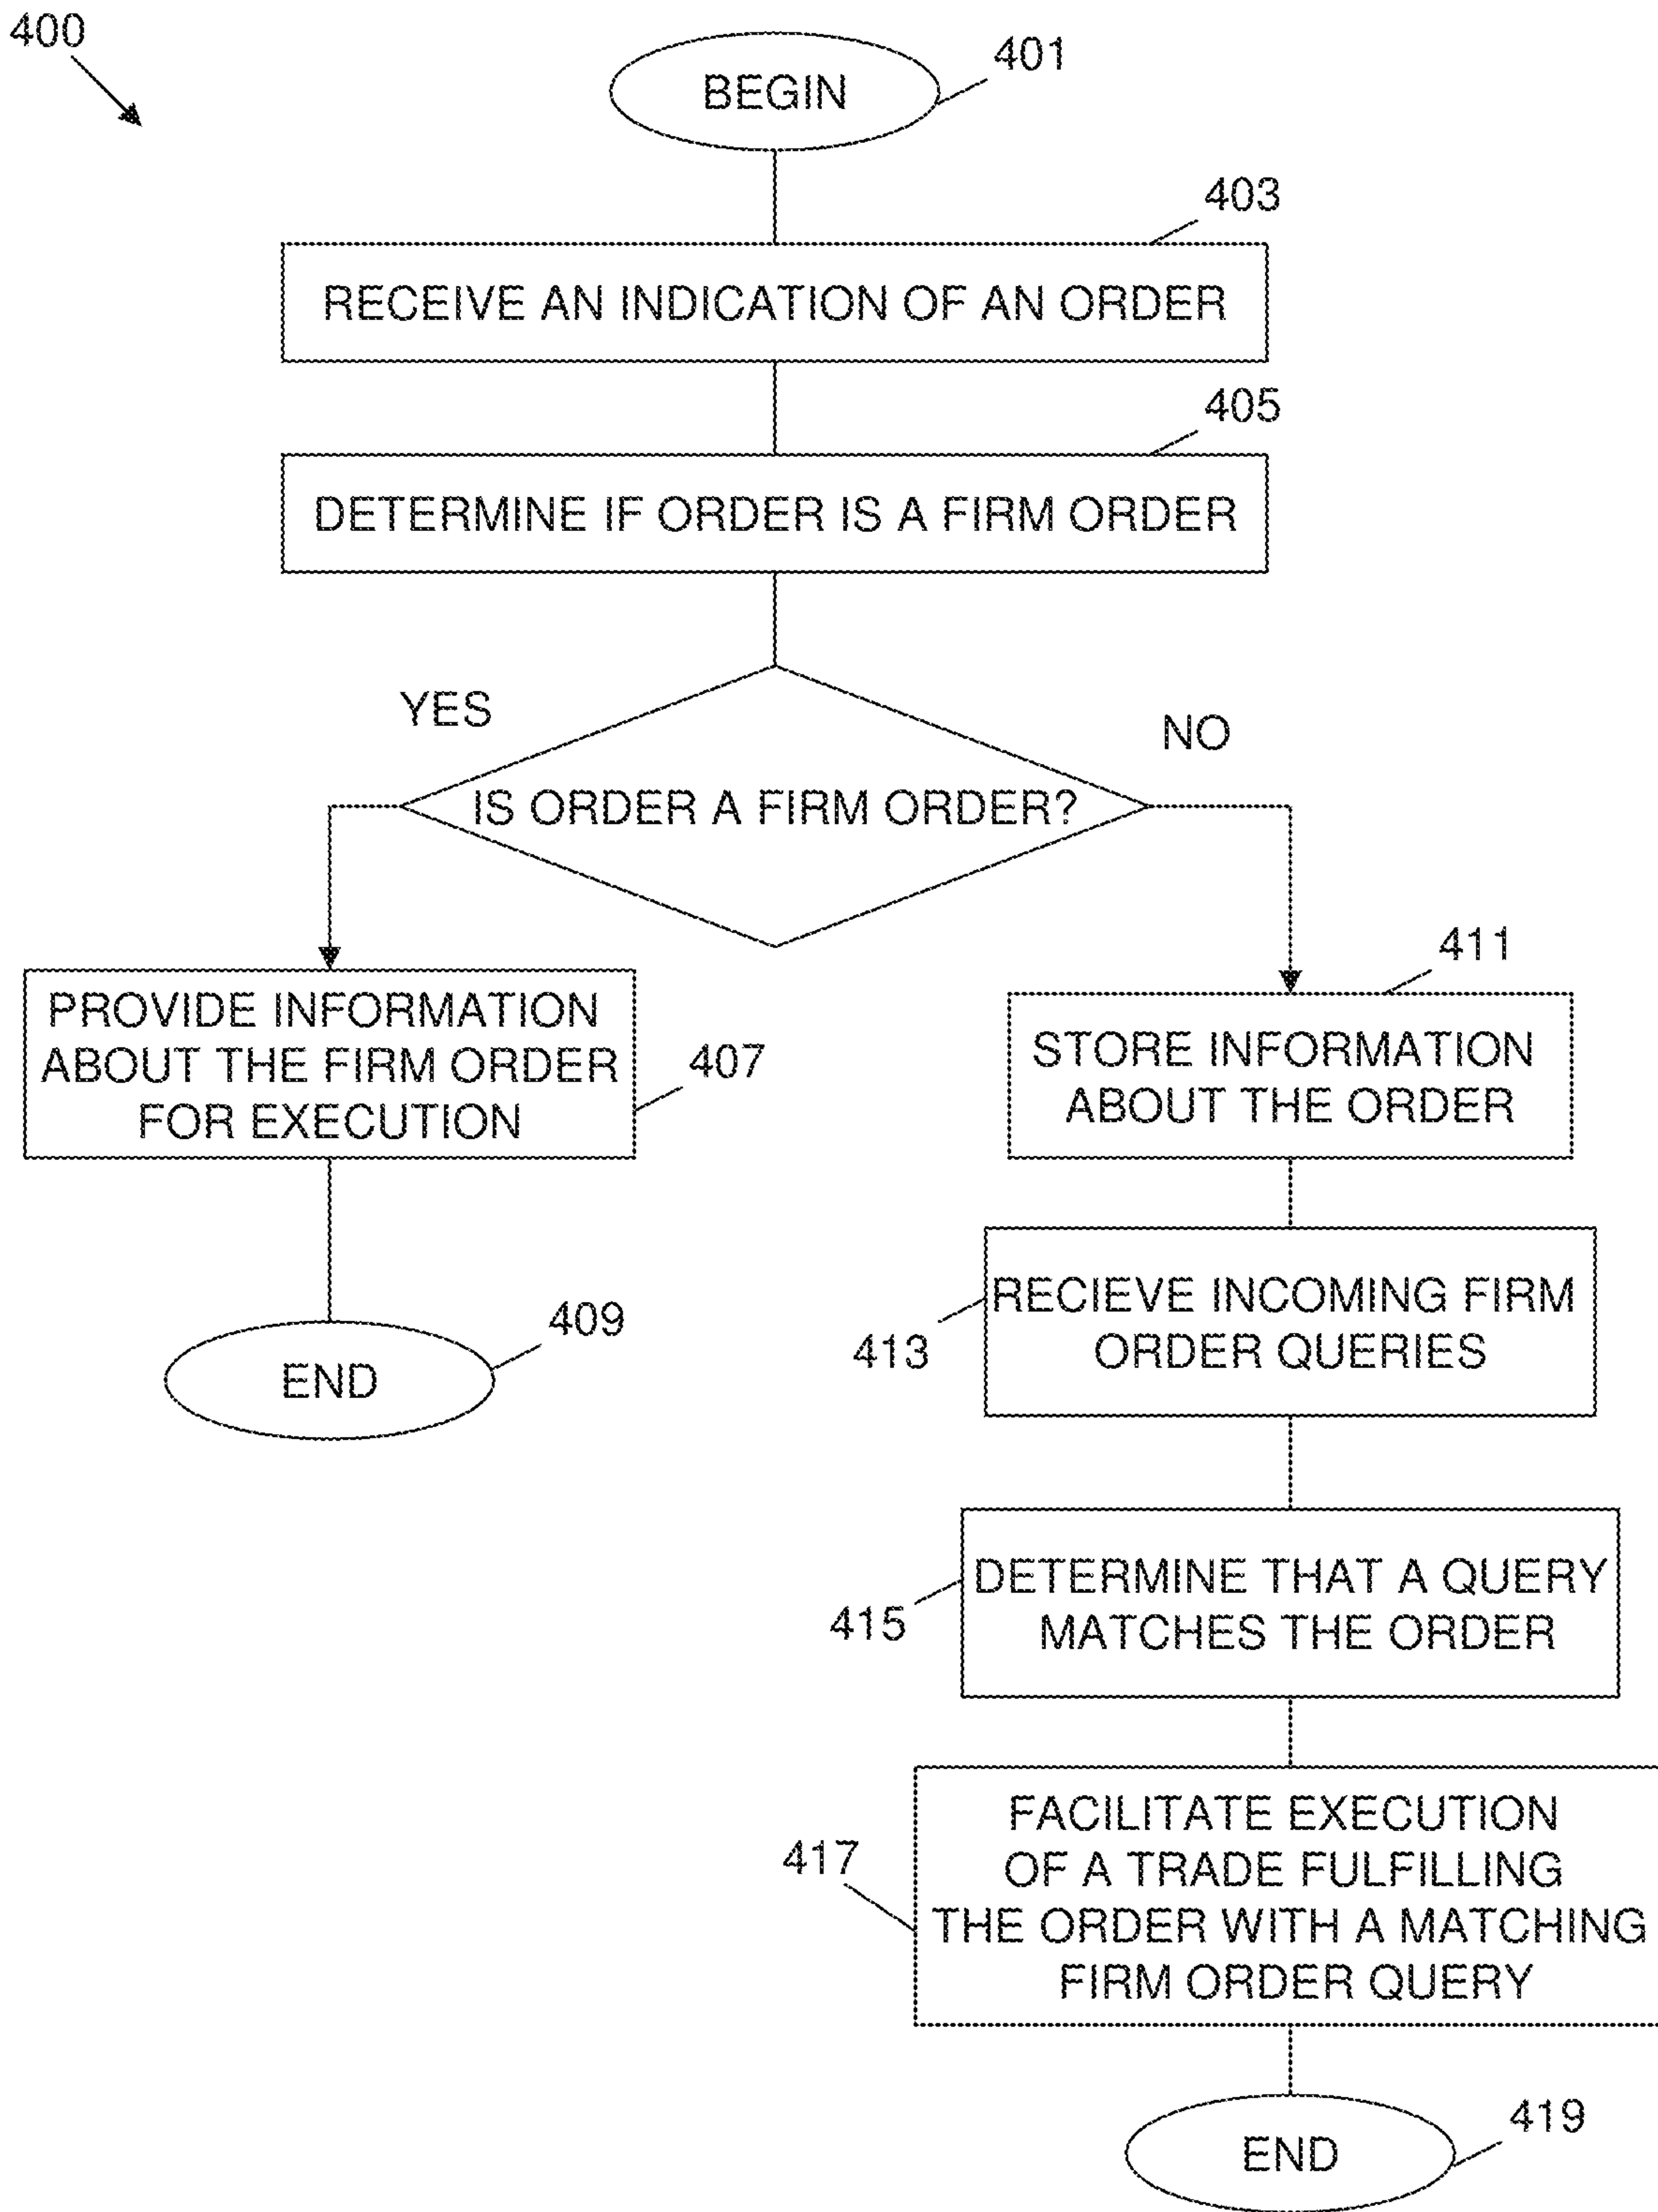 400
BEGIN
401
403
RECEIVE AN INDICATION OF AN ORDER
405
DETERMINE IF ORDER IS A FIRM ORDER
YES
NO
IS ORDER A FIRM ORDER?
PROVIDE INFORMATION
ABOUT THE FIRM ORDER
FOR EXECUTION
407
END
409
411
STORE INFORMATION
ABOUT THE ORDER
RECIEVE INCOMING FIRM
ORDER QUERIES
413
DETERMINE THAT A QUERY
MATCHES THE ORDER
415
FACILITATE EXECUTION
OF A TRADE FULFILLING
THE ORDER WITH A MATCHING
FIRM ORDER QUERY
417
END
419